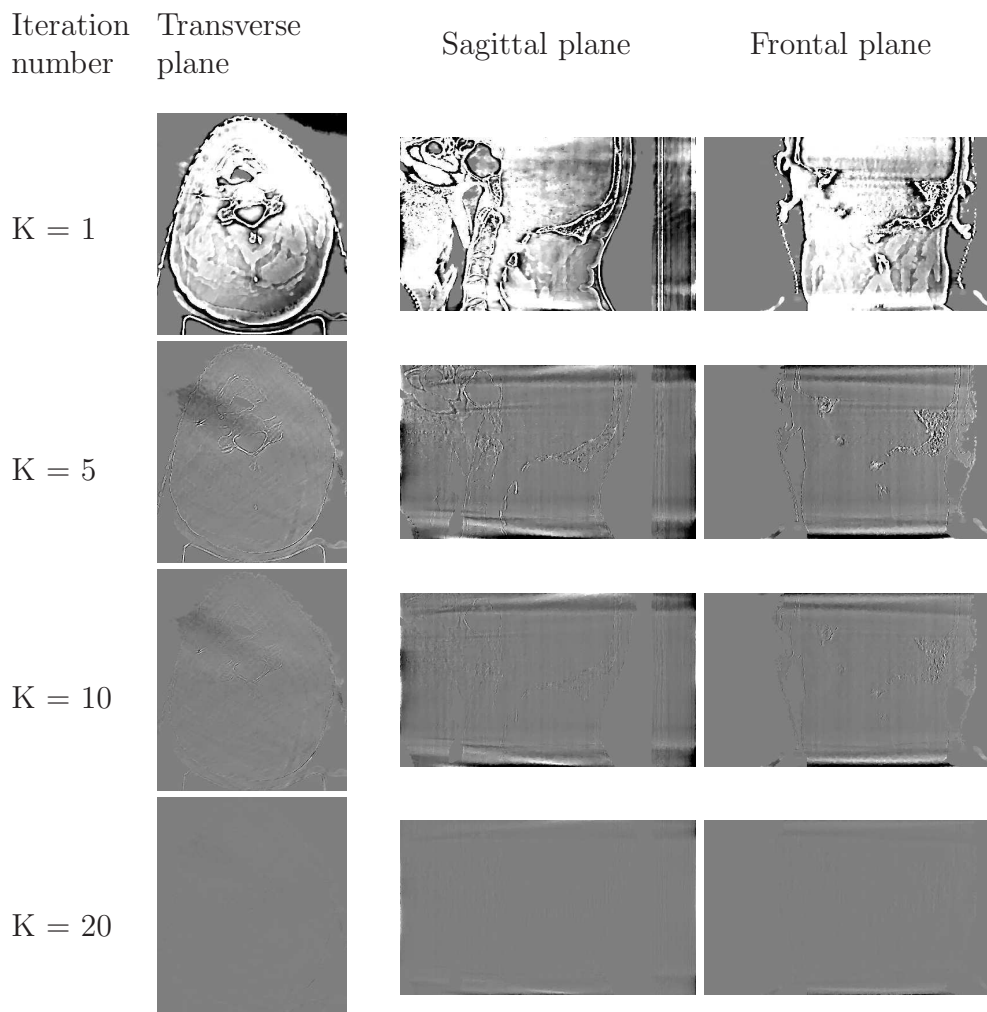 Iteration number
Transverse plane
Sagittal plane
Frontal plane
K = 1
K = 5
K = 10
K = 20